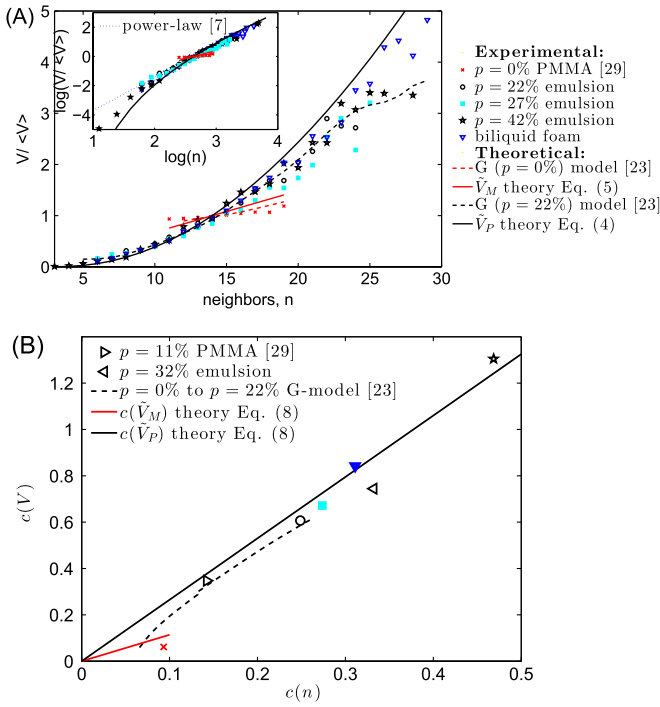 (A)
V/ <V>
5
4
3
2
1
0
5
10
15
20
25
30
neighbors, n
log(V/ <V>)
2
0
−2
−4
1
2
3
4
log(n)
power-law [7]
Experimental:
p = 0% PMMA [29]
p = 22% emulsion
p = 27% emulsion
p = 42% emulsion
biliquid foam
Theoretical:
G (p = 0%) model [23]
Ṽ_M theory Eq. (5)
G (p = 22%) model [23]
Ṽ_P theory Eq. (4)
(B)
p = 11% PMMA [29]
p = 32% emulsion
p = 0% to p = 22% G-model [23]
c(Ṽ_M) theory Eq. (8)
c(Ṽ_P) theory Eq. (8)
c(V)
1.2
1
0.8
0.6
0.4
0.2
0
0
0.1
0.2
0.3
0.4
0.5
c(n)